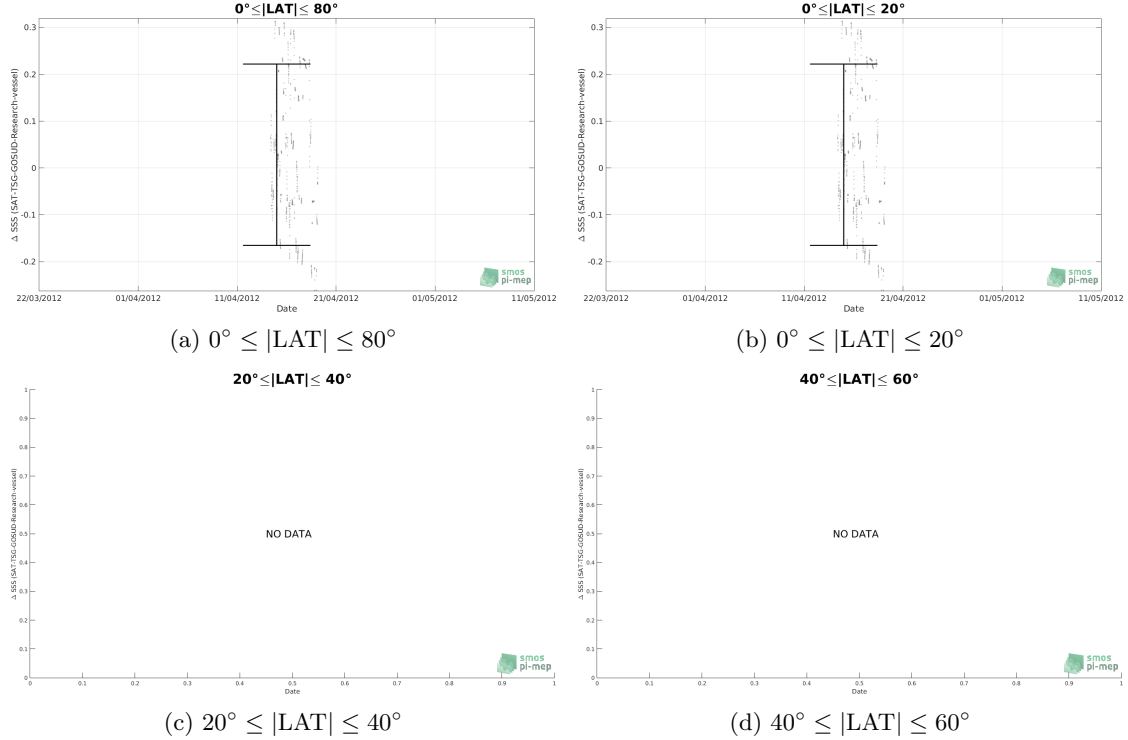 0°≤|LAT|≤ 80°
Δ SSS (SAT-TSG-GOSUD-Research-vessel)
0.3
0.2
0.1
0
-0.1
-0.2
22/03/2012 01/04/2012 11/04/2012 21/04/2012 01/05/2012 11/05/2012
Date
smos
pi-mep
(a) 0° ≤ |LAT| ≤ 80°
0°≤|LAT|≤ 20°
Δ SSS (SAT-TSG-GOSUD-Research-vessel)
0.3
0.2
0.1
0
-0.1
-0.2
22/03/2012 01/04/2012 11/04/2012 21/04/2012 01/05/2012 11/05/2012
Date
smos
pi-mep
(b) 0° ≤ |LAT| ≤ 20°
20°≤|LAT|≤ 40°
Δ SSS (SAT-TSG-GOSUD-Research-vessel)
1
0.9
0.8
0.7
0.6
0.5
0.4
0.3
0.2
0.1
0
NO DATA
0 0.1 0.2 0.3 0.4 0.5 0.6 0.7 0.8 0.9 1
Date
smos
pi-mep
(c) 20° ≤ |LAT| ≤ 40°
40°≤|LAT|≤ 60°
Δ SSS (SAT-TSG-GOSUD-Research-vessel)
1
0.9
0.8
0.7
0.6
0.5
0.4
0.3
0.2
0.1
0
NO DATA
0 0.1 0.2 0.3 0.4 0.5 0.6 0.7 0.8 0.9 1
Date
smos
pi-mep
(d) 40° ≤ |LAT| ≤ 60°